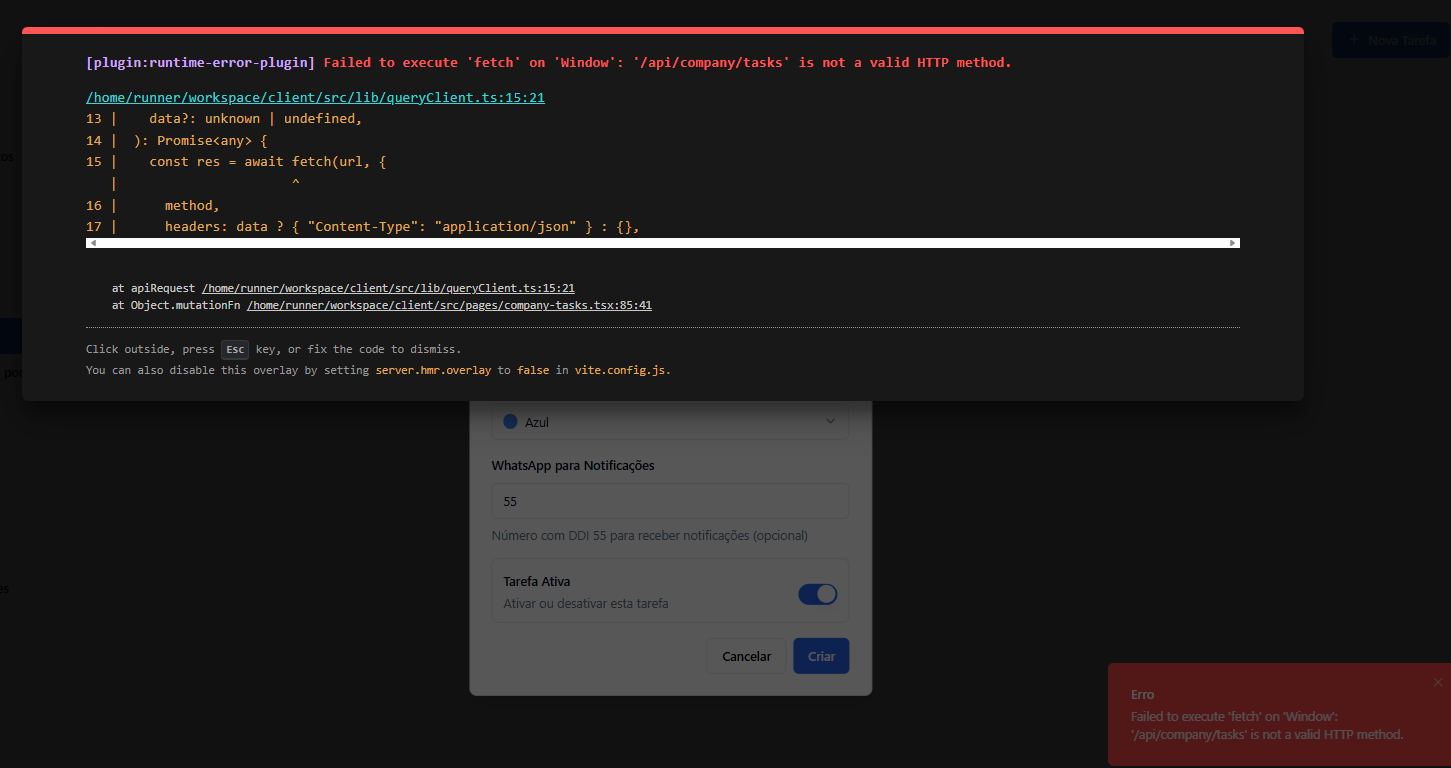 + Nova Tarefa
[plugin:runtime-error-plugin] Failed to execute 'fetch' on 'Window': '/api/company/tasks' is not a valid HTTP method.
/home/runner/workspace/client/src/lib/queryClient.ts:15:21
13 |    data?: unknown | undefined,
14 |  ): Promise<any> {
15 |    const res = await fetch(url, {
   |                      ^
16 |      method,
17 |      headers: data ? { "Content-Type": "application/json" } : {},
at apiRequest /home/runner/workspace/client/src/lib/queryClient.ts:15:21
at Object.mutationFn /home/runner/workspace/client/src/pages/company-tasks.tsx:85:41
Click outside, press Esc key, or fix the code to dismiss.
You can also disable this overlay by setting server.hmr.overlay to false in vite.config.js.
Azul
WhatsApp para Notificações
55
Número com DDI 55 para receber notificações (opcional)
Tarefa Ativa
Ativar ou desativar esta tarefa
Cancelar
Criar
Erro
Failed to execute 'fetch' on 'Window':
'/api/company/tasks' is not a valid HTTP method.